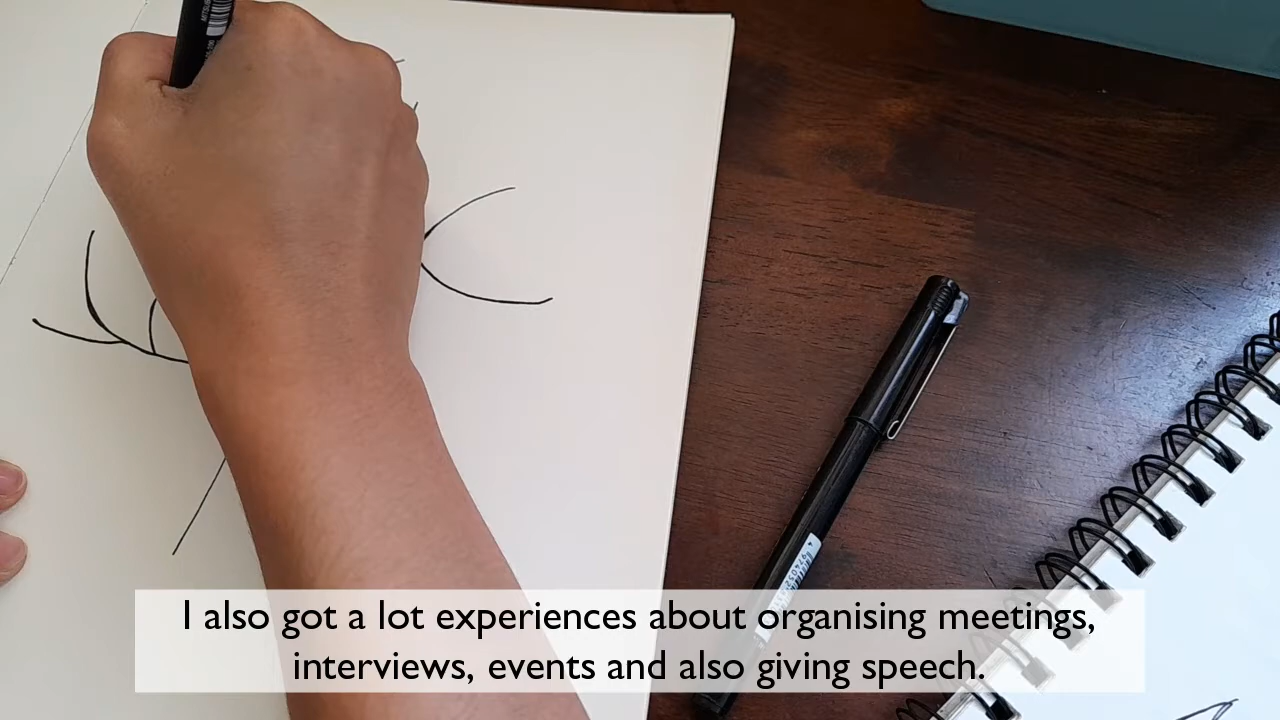 I also got a lot experiences about organising meetings,
interviews, events and also giving speech.